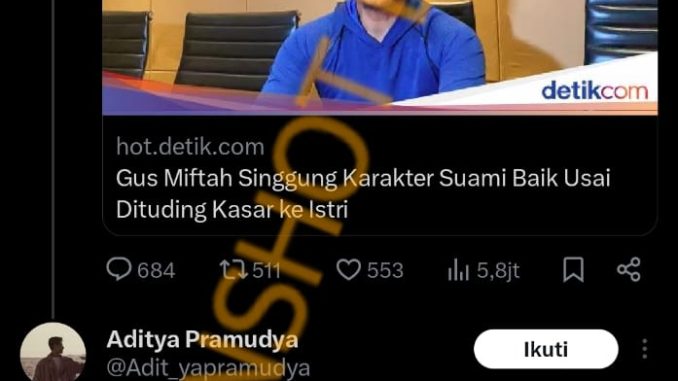 detikcom
hot.detik.com
Gus Miftah Singgung Karakter Suami Baik Usai
Dituding Kasar ke Istri
684 511 553 5,8jt
Aditya Pramudya
Ikuti
@Adit_yapramudya
NSHOT